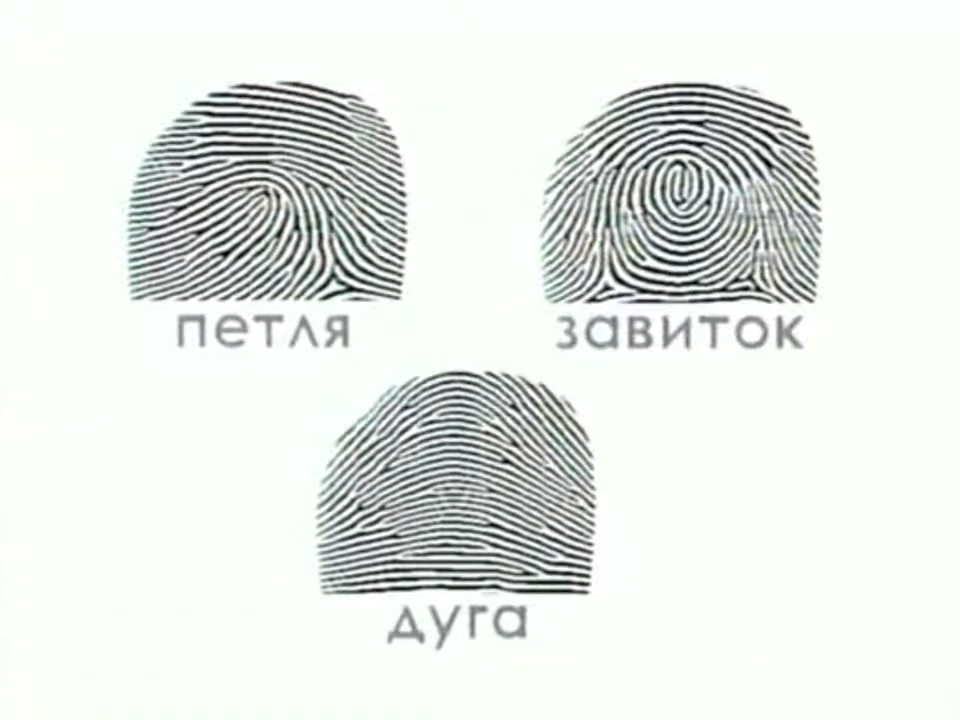 петля
завиток
дуга